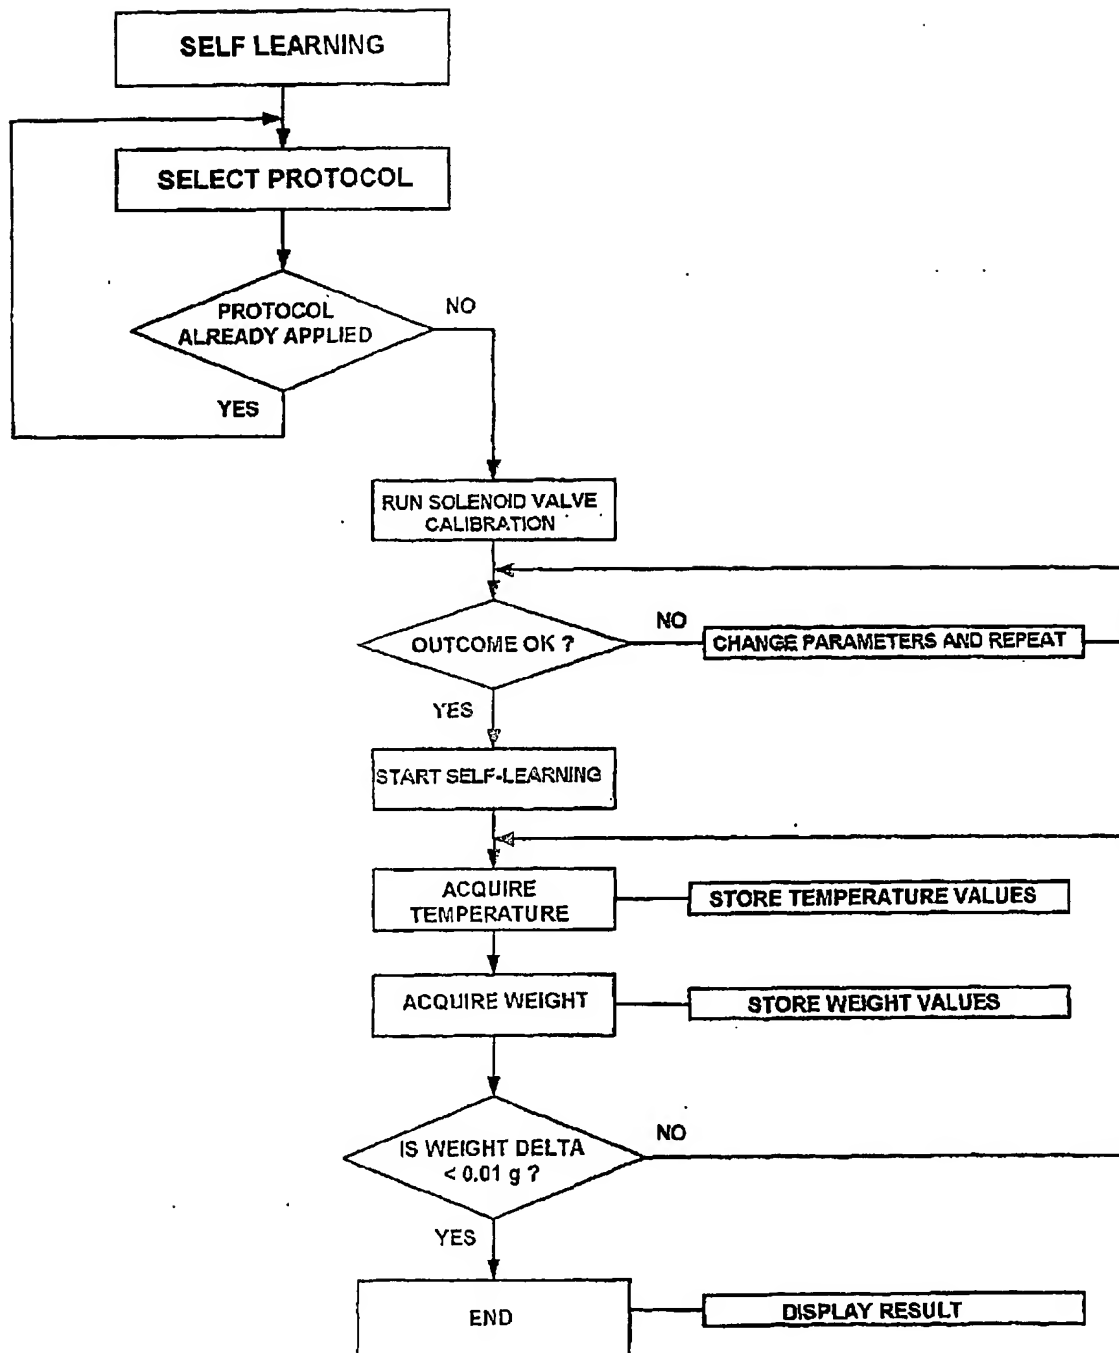 SELF LEARNING
SELECT PROTOCOL
PROTOCOL
ALREADY APPLIED
NO
YES
RUN SOLENOID VALVE
CALIBRATION
OUTCOME OK ?
NO
CHANGE PARAMETERS AND REPEAT
YES
START SELF-LEARNING
ACQUIRE
TEMPERATURE
STORE TEMPERATURE VALUES
ACQUIRE WEIGHT
STORE WEIGHT VALUES
IS WEIGHT DELTA
< 0.01 g ?
NO
YES
END
DISPLAY RESULT